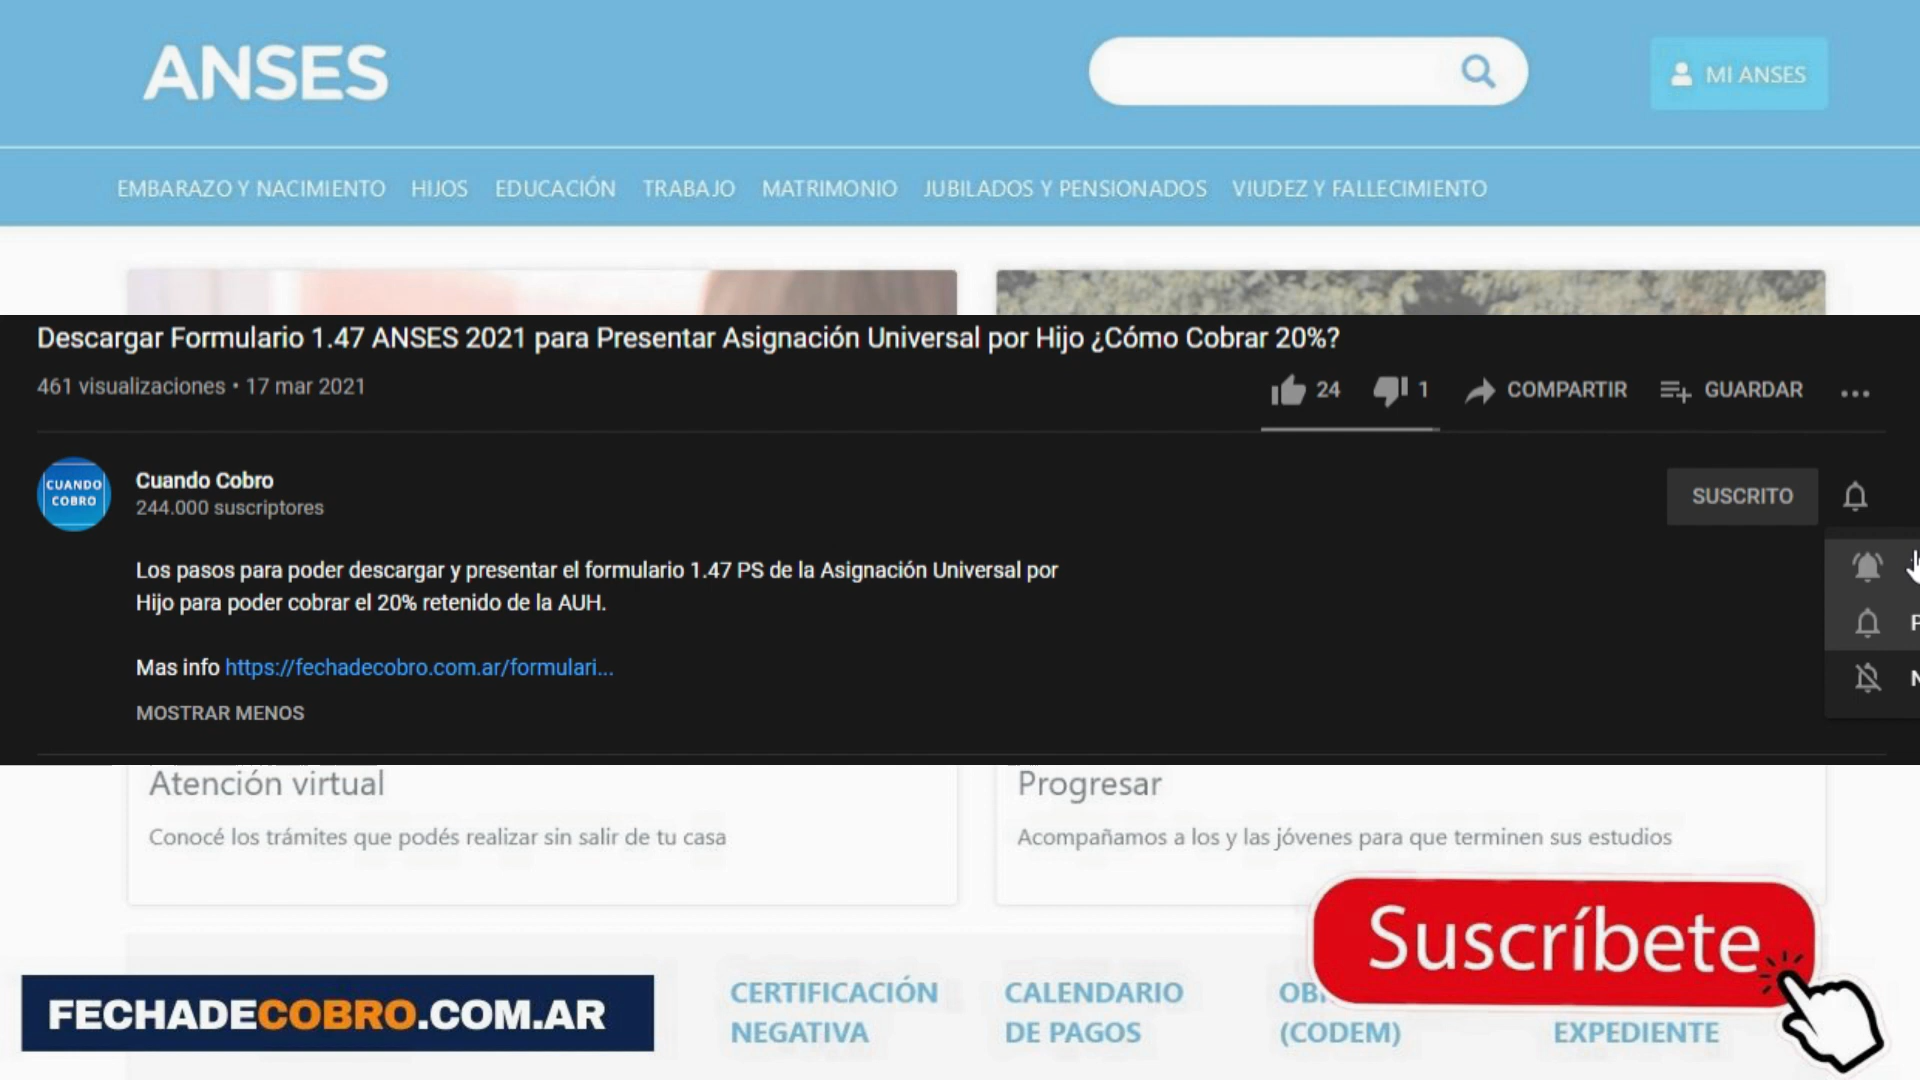 ANSES
MI ANSES
EMBARAZO Y NACIMIENTO HIJOS EDUCACIÓN TRABAJO MATRIMONIO JUBILADOS Y PENSIONADOS VIUDEZ Y FALLECIMIENTO
Descargar Formulario 1.47 ANSES 2021 para Presentar Asignación Universal por Hijo ¿Cómo Cobrar 20%?
461 visualizaciones • 17 mar 2021
24 1 COMPARTIR GUARDAR
CUANDO
COBRO
Cuando Cobro
244.000 suscriptores
SUSCRITO
Los pasos para poder descargar y presentar el formulario 1.47 PS de la Asignación Universal por
Hijo para poder cobrar el 20% retenido de la AUH.
Mas info https://fechadecobro.com.ar/formulari...
MOSTRAR MENOS
Atención virtual
Conocé los trámites que podés realizar sin salir de tu casa
Progresar
Acompañamos a los y las jóvenes para que terminen sus estudios
Suscríbete
FECHADECOBRO.COM.AR
CERTIFICACIÓN
NEGATIVA
CALENDARIO
DE PAGOS
(CODEM)
EXPEDIENTE